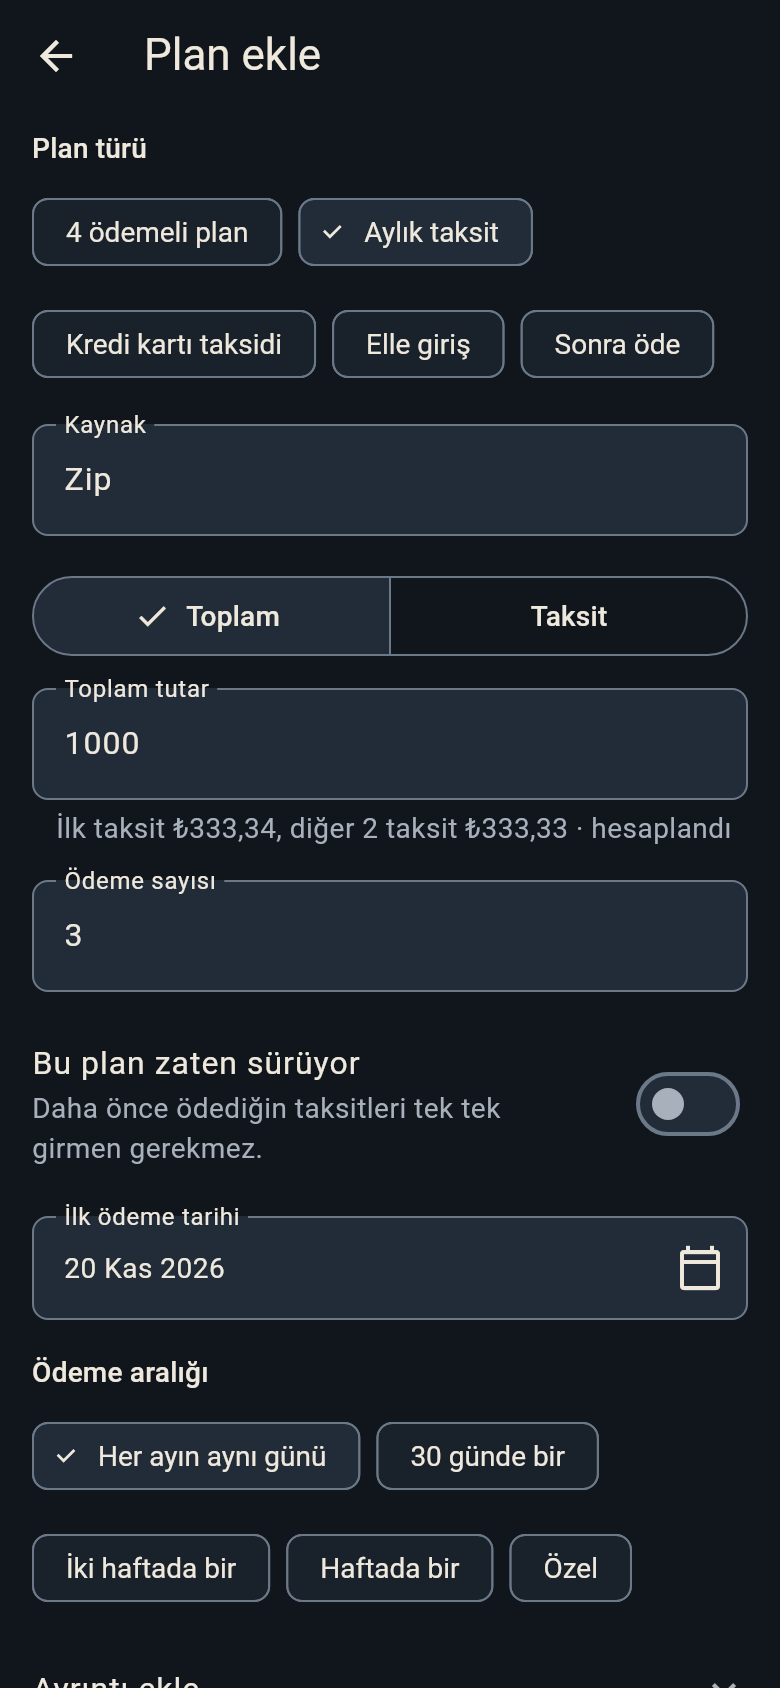 Plan ekle
Plan türü
4 ödemeli plan
Aylık taksit
Kredi kartı taksidi
Elle giriş
Sonra öde
Kaynak
Zip
Toplam
Taksit
Toplam tutar
1000
İlk taksit ₺333,34, diğer 2 taksit ₺333,33 · hesaplandı
Ödeme sayısı
3
Bu plan zaten sürüyor
Daha önce ödediğin taksitleri tek tek
girmen gerekmez.
İlk ödeme tarihi
20 Kas 2026
Ödeme aralığı
Her ayın aynı günü
30 günde bir
İki haftada bir
Haftada bir
Özel
Ayrıntı ekle